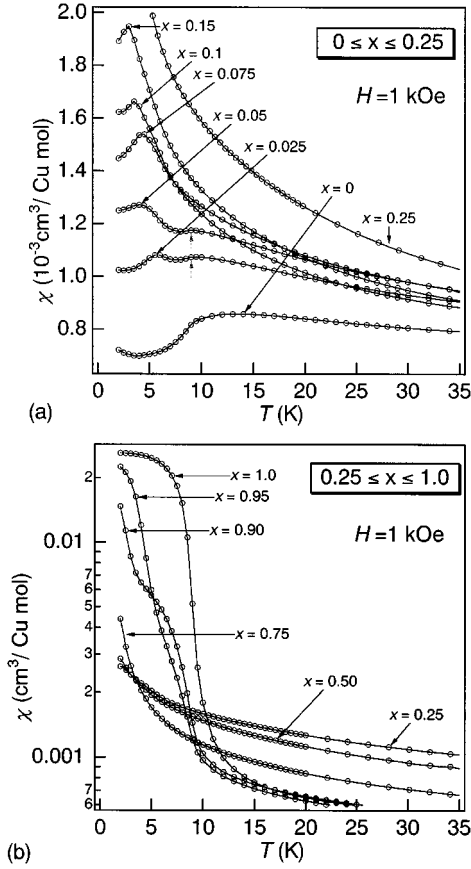 2.0
1.8
1.6
1.4
1.2
1.0
0.8
χ (10⁻³cm³/ Cu mol)
x = 0.15
x = 0.1
x = 0.075
x = 0.05
x = 0.025
x = 0
x = 0.25
0 ≤ x ≤ 0.25
H =1 kOe
0 5 10 15 20 25 30 35
T (K)
(a)
2
0.01
7
6
5
4
3
2
0.001
7
6
χ (cm³/ Cu mol)
x = 1.0
x = 0.95
x = 0.90
x = 0.75
x = 0.50
x = 0.25
0.25 ≤ x ≤ 1.0
H =1 kOe
0 5 10 15 20 25 30 35
T (K)
(b)